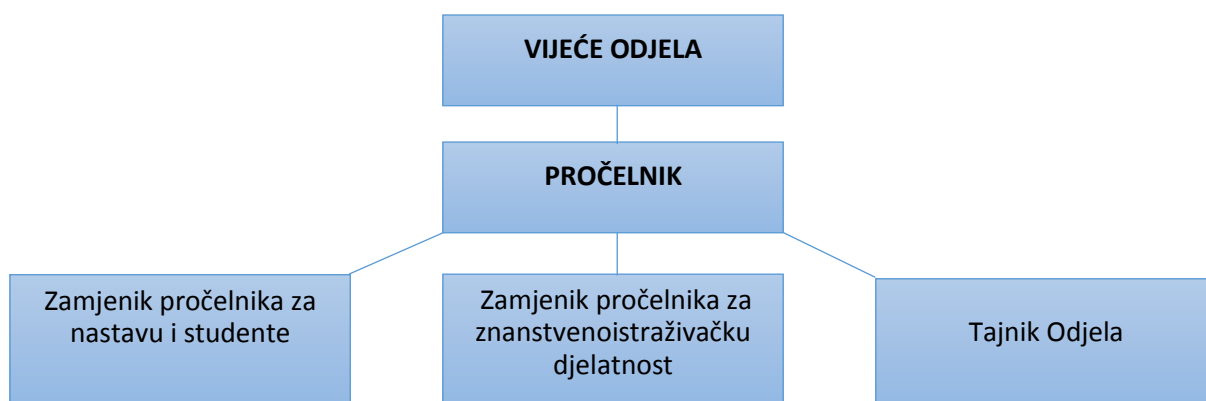 VIJEĆE ODJELA
PROČELNIK
Zamjenik pročelnika za
nastavu i studente
Zamjenik pročelnika za
znanstvenoistraživačku
djelatnost
Tajnik Odjela